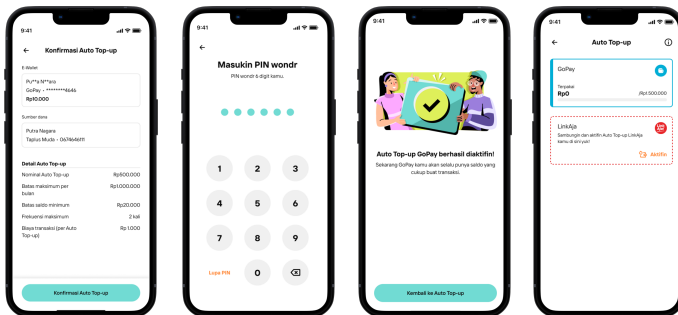 9:41
Konfirmasi Auto Top-up
E-Wallet
Pu**a N**ara
GoPay - ********4646
Rp10.000
Sumber dana
Putra Negara
Taplus Muda - 0674646111
Detail Auto Top-up
Nominal Auto Top-up Rp500.000
Batas maksimum per bulan Rp1.000.000
Batas saldo minimum Rp20.000
Frekuensi maksimum 2 kali
Biaya transaksi (per Auto Top-up) Rp 1.000
Konfirmasi Auto Top-up
9:41
Masukin PIN wondr
PIN wondr 6 digit kamu.
1 2 3
4 5 6
7 8 9
Lupa PIN 0
9:41
Auto Top-up GoPay berhasil diaktifin!
Sekarang GoPay kamu akan selalu punya saldo yang
cukup buat transaksi.
Kembali ke Auto Top-up
9:41
Auto Top-up
GoPay
Terpakai
Rp0 /Rp1.500.000
LinkAja
Sambungin dan aktifin Auto Top-up LinkAja
kamu di sini yuk!
Aktifin